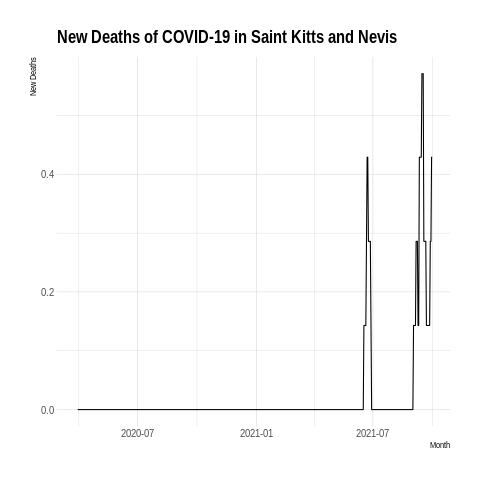 New Deaths of COVID-19 in Saint Kitts and Nevis
New Deaths
0.4
0.2
0.0
2020-07
2021-01
2021-07
Month